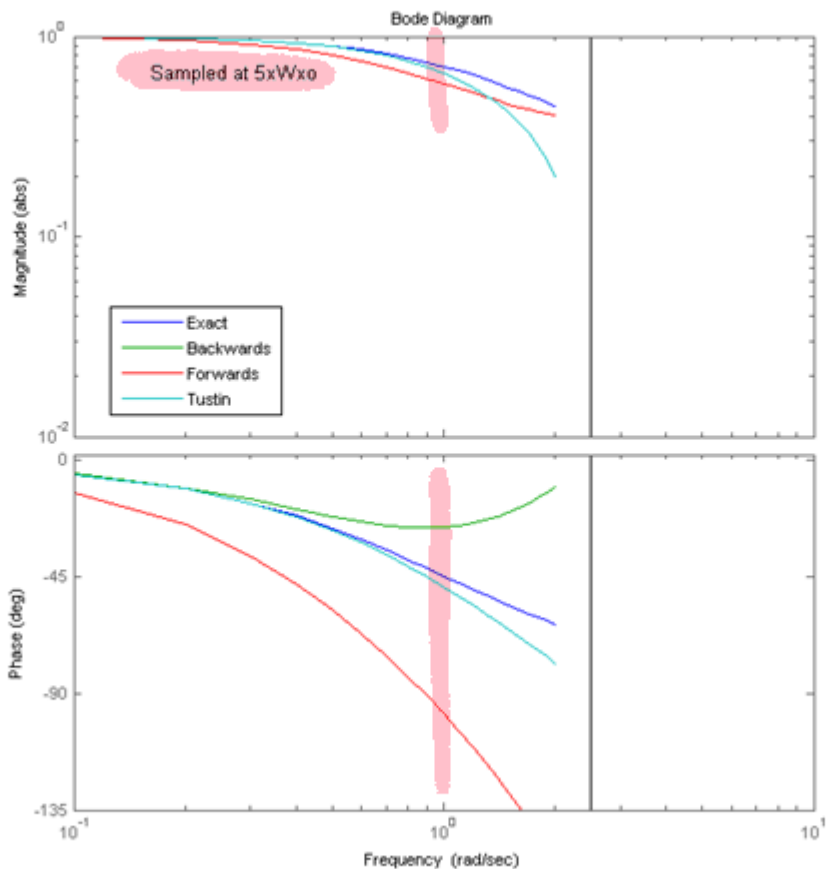 Bode Diagram
10^0
Sampled at 5xWxo
10^-1
10^-2
Magnitude (abs)
Exact
Backwards
Forwards
Tustin
0
-45
-90
-135
Phase (deg)
10^-1
10^0
10^1
Frequency (rad/sec)